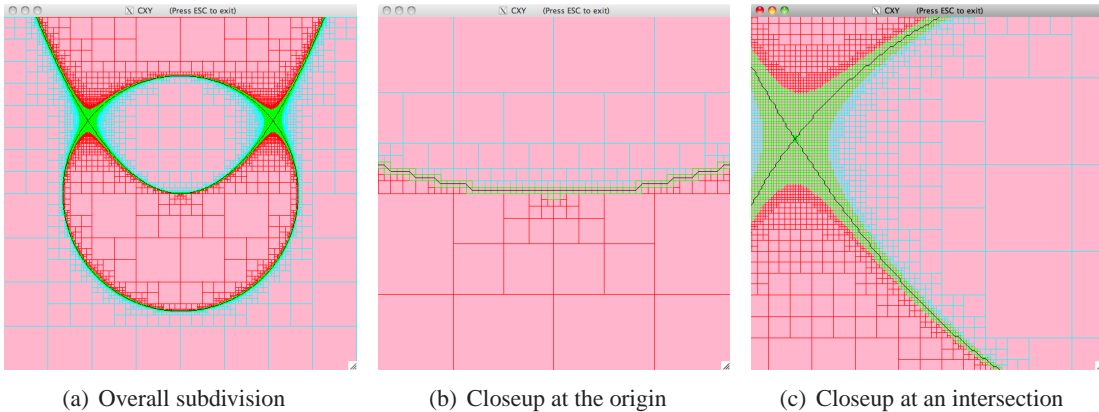 CXY (Press ESC to exit)
CXY (Press ESC to exit)
CXY (Press ESC to exit)
(a) Overall subdivision
(b) Closeup at the origin
(c) Closeup at an intersection